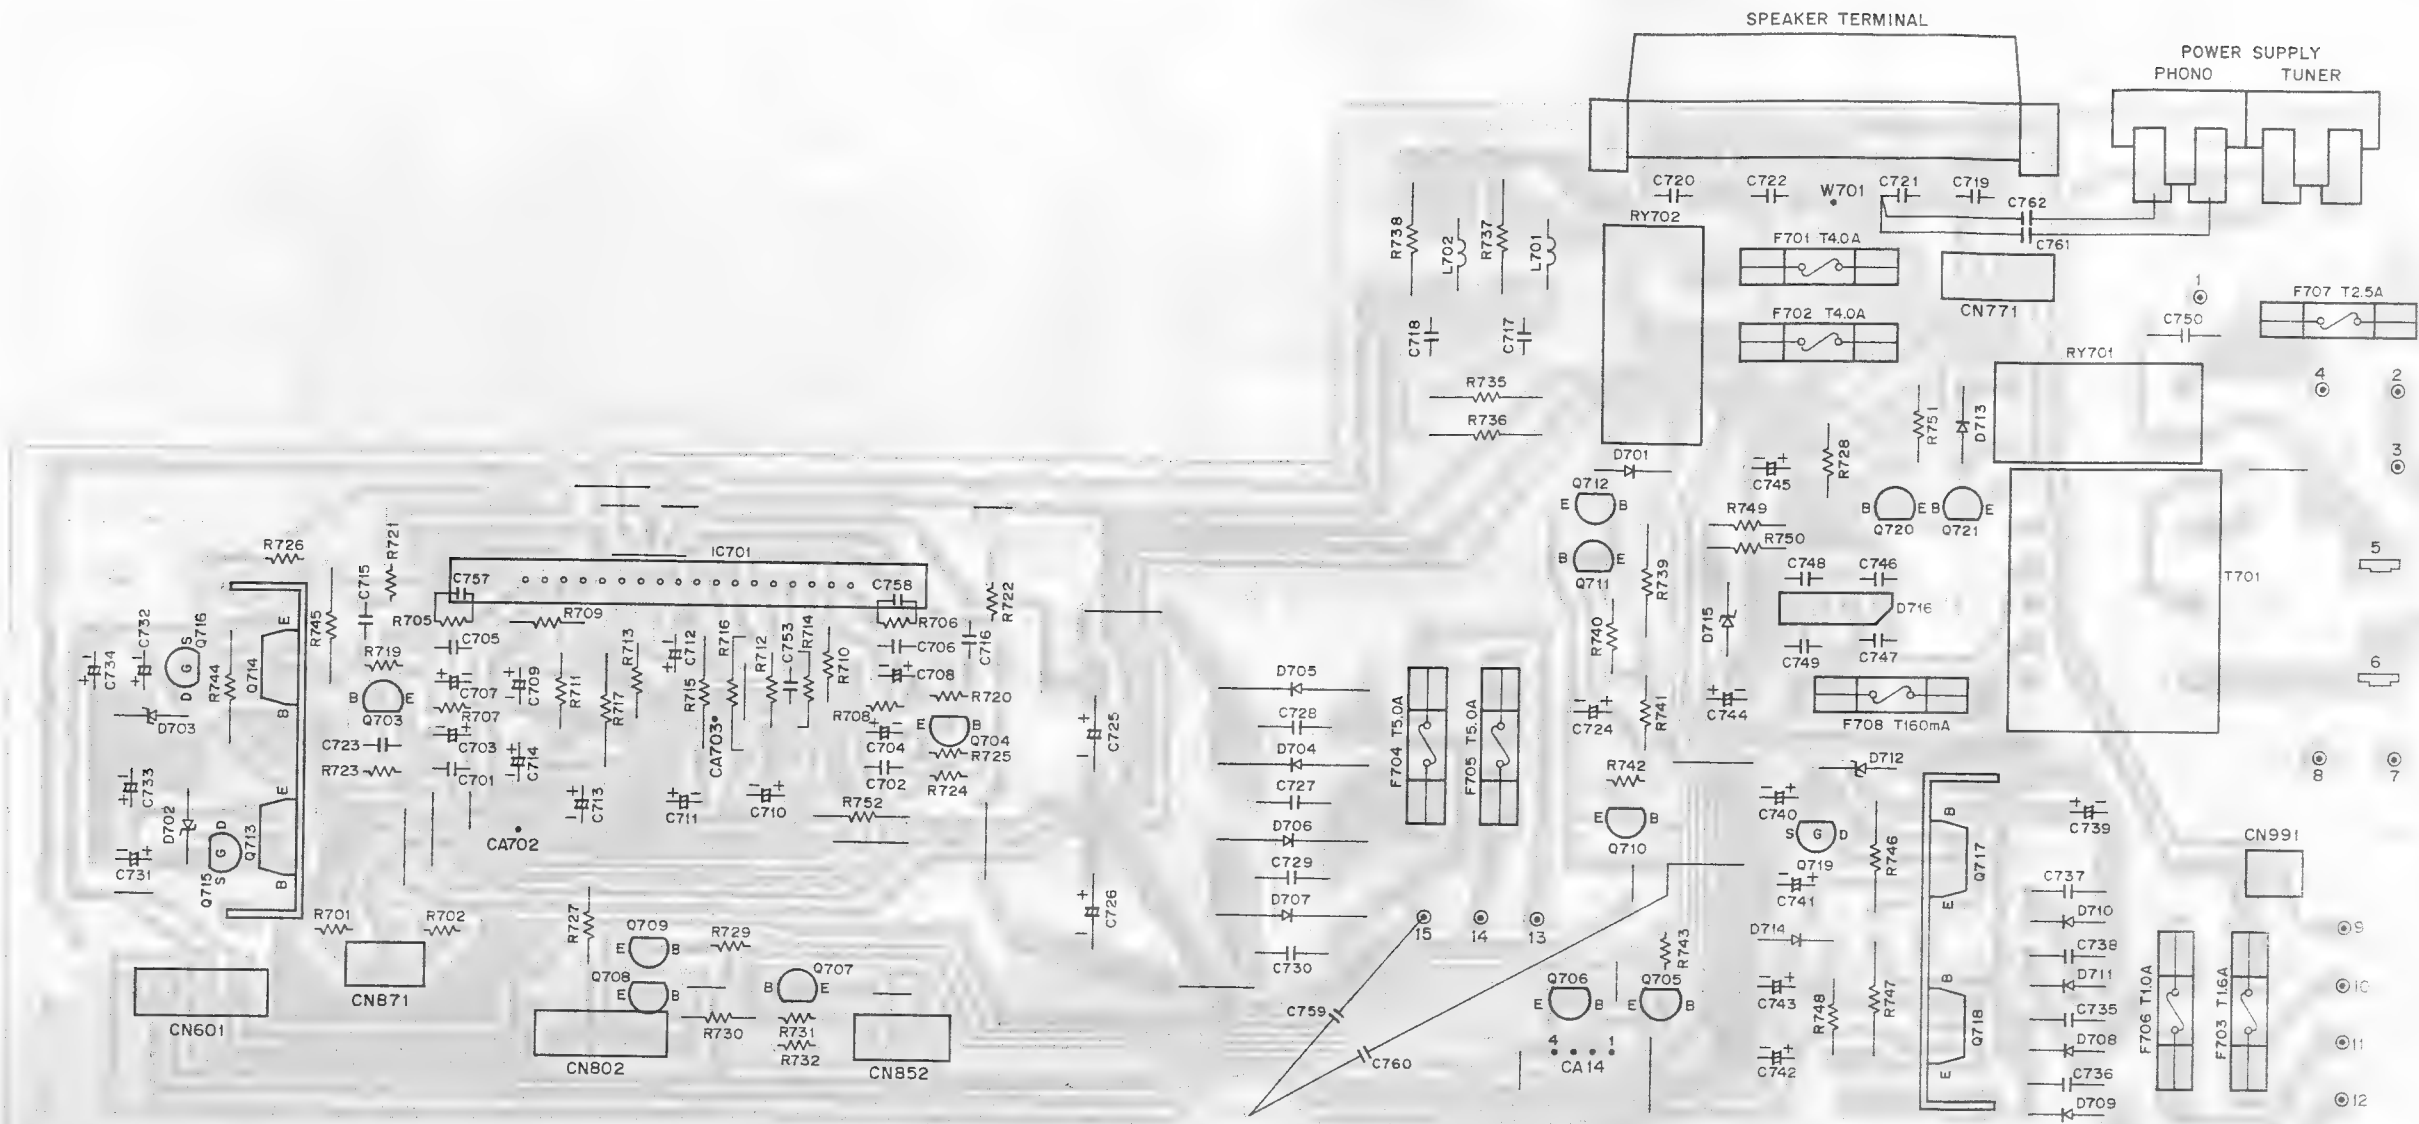 SPEAKER TERMINAL
POWER SUPPLY
PHONO TUNER
C720
C722
W701
C721
C719
C762
C761
RY702
R738
L702
R737
L701
F701 T4.0A
CN771
F702 T4.0A
C718
C717
1
C750
F707 T2.5A
RY701
4
2
3
R735
R736
R751
D713
R728
D701
C745
- +
Q712
E B
B E
Q711
R749
R750
B E B E
Q720
Q721
R739
C748
C746
D716
C749
C747
T701
5
6
R740
D715
R741
C724
- +
C744
+ -
F708 T160mA
D712
8
7
R742
E B
Q710
C740
- +
S G D
Q719
C741
- +
R746
B
Q717
E
C739
+ -
CN991
C737
D710
C738
D711
C735
D708
C736
D709
9
10
11
12
F706 T1.0A
F703 T1.6A
D714
C743
- +
R748
R747
B
Q718
E
C742
- +
R743
Q706
E B
Q705
E B
4 1
CA14
15
14
13
C759
C760
F704 T5.0A
F705 T5.0A
D705
C728
D704
C727
D706
C729
D707
C730
C725
+
-
C726
+
-
R726
R721
C715
R745
IC701
C757
C758
R722
R705
C705
R709
R706
C706
C716
C734
- +
C732
- +
S G D
Q716
R744
E
Q714
B
R719
B E
Q703
C707
+ -
R707
C703
+ -
C701
C709
+ -
R711
R717
R713
C712
+ -
R715
R716
R712
C753
R714
R710
C708
- +
R720
R708
E B
Q704
C704
+ -
C702
R725
R724
D703
C723
R723
C714
+ -
C713
+ -
CA703
C711
+ -
C710
- +
R752
CA702
C733
- +
D702
C731
- +
D G S
Q715
E
Q713
B
R701
R702
CN871
CN601
R727
Q709
E B
Q708
E B
R729
Q707
B E
R730
R731
R732
CN802
CN852